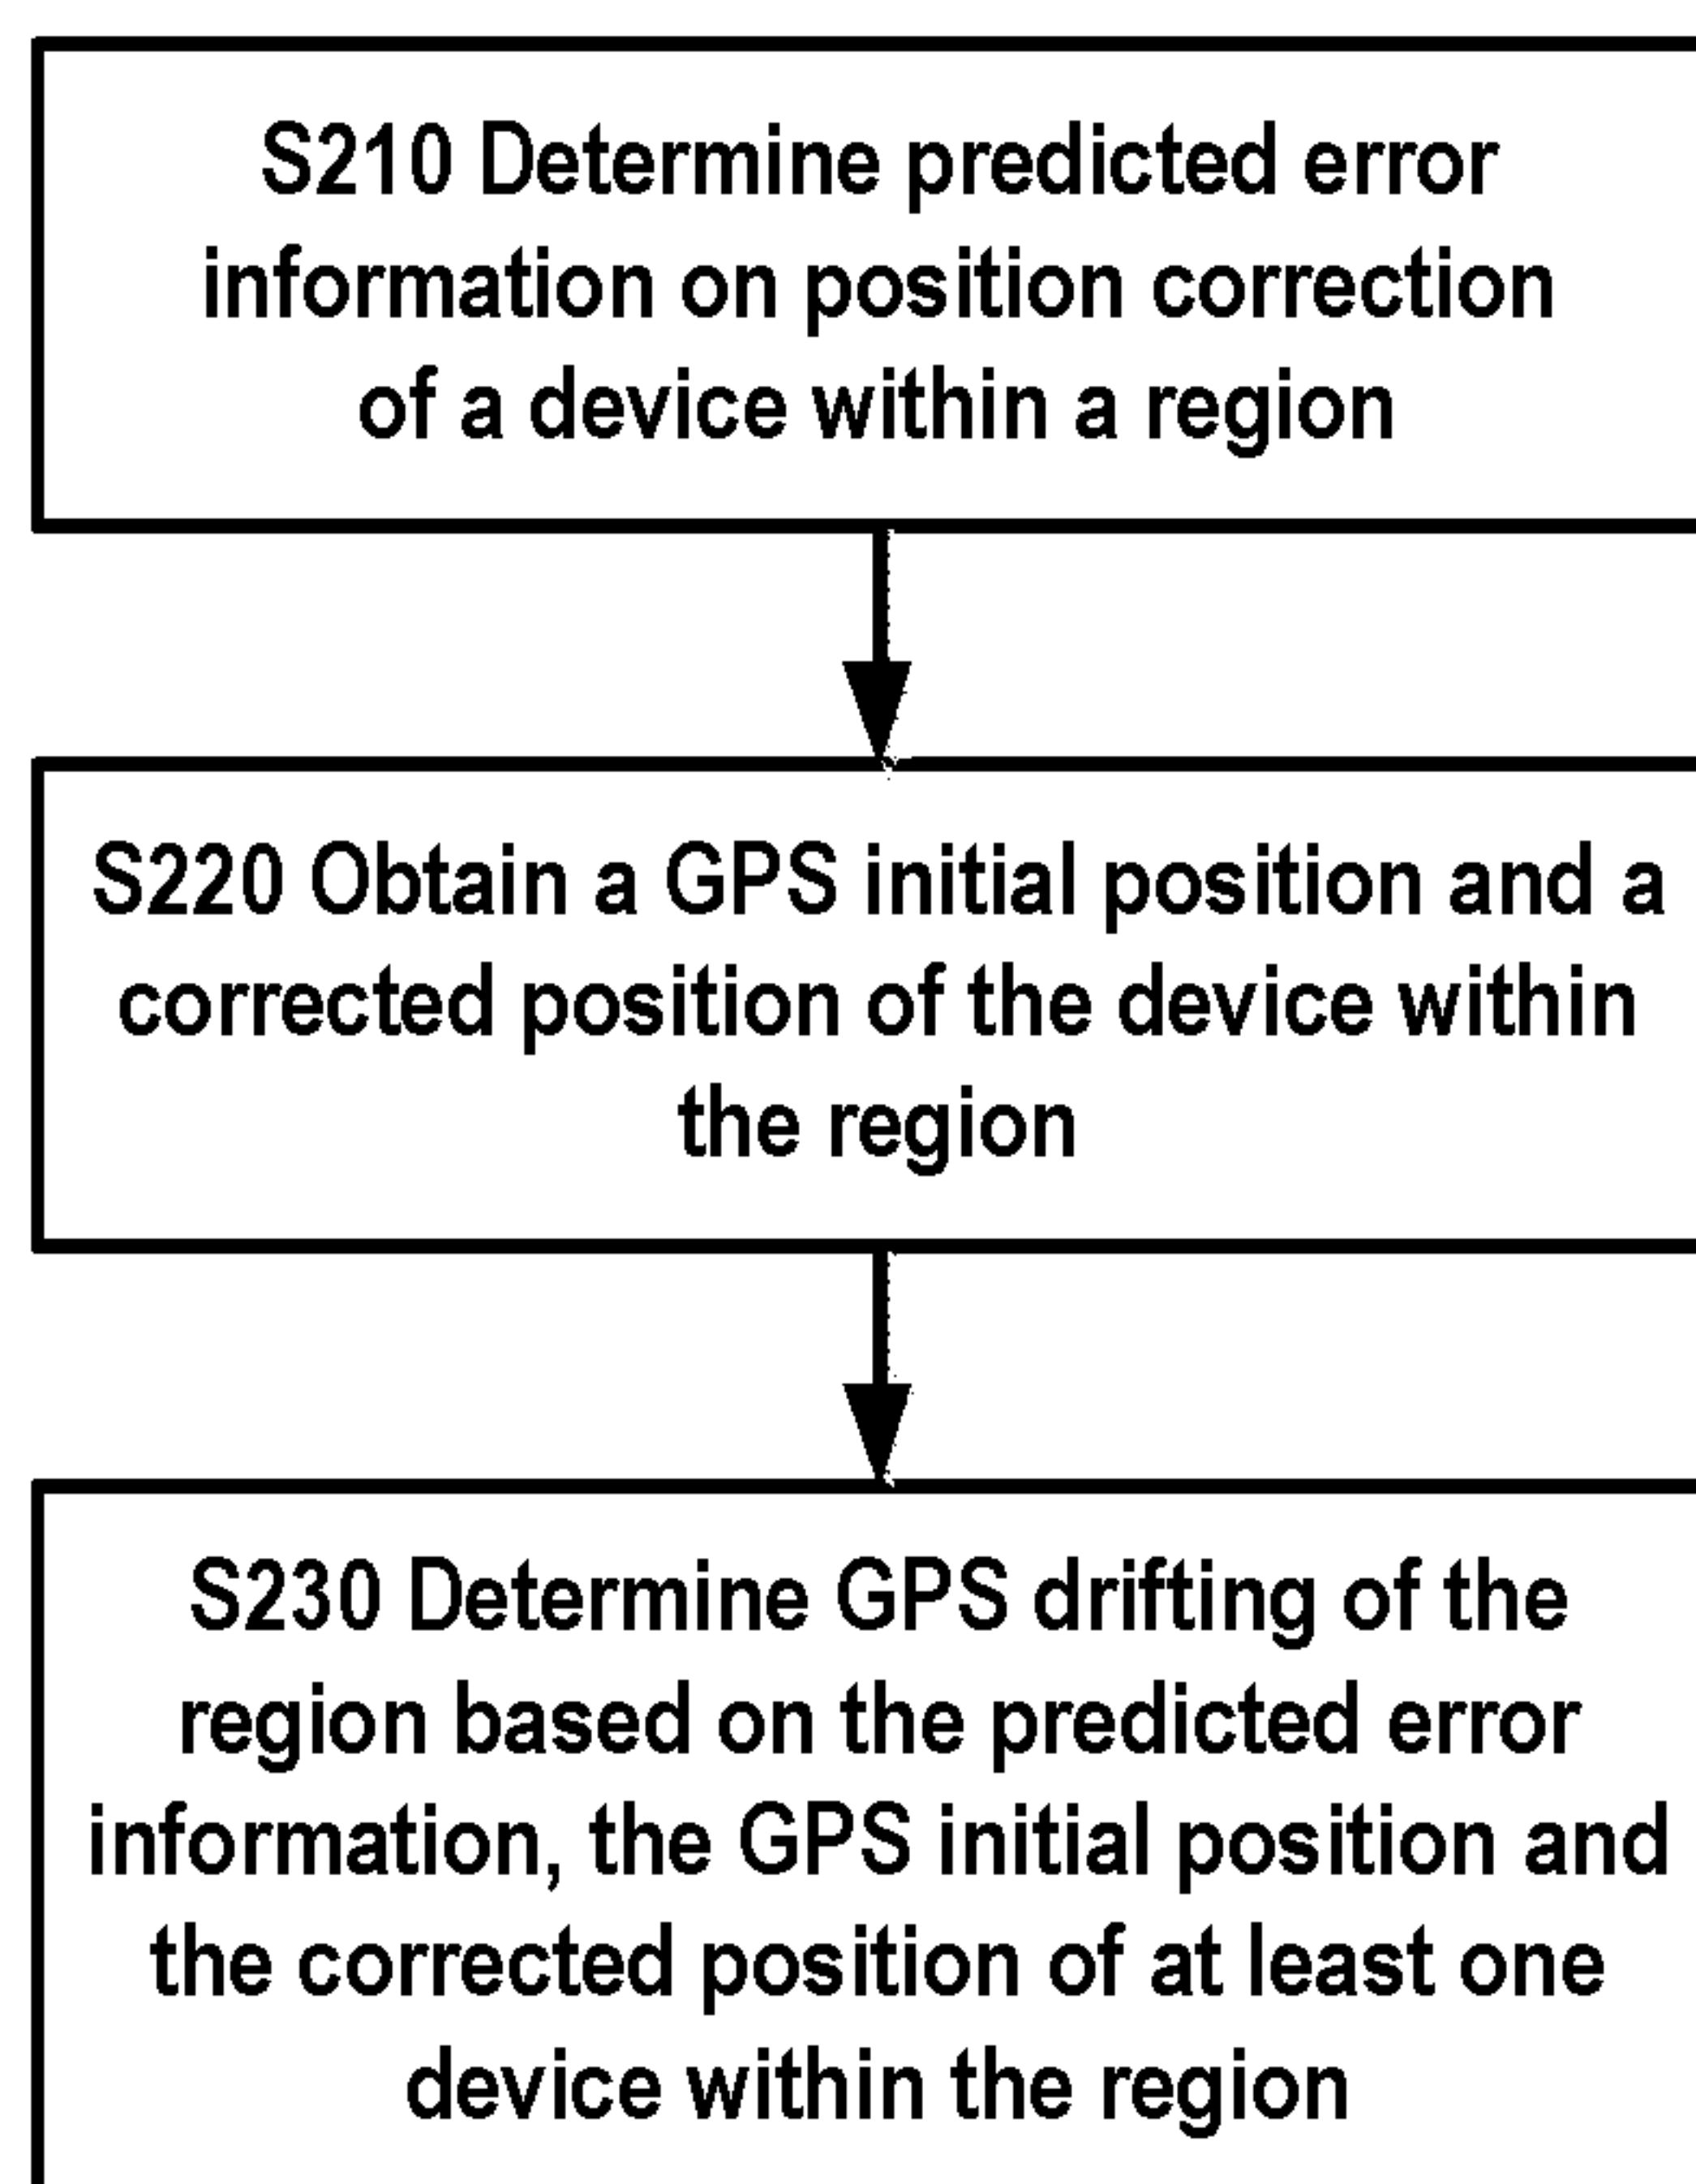 S210 Determine predicted error
information on position correction
of a device within a region
S220 Obtain a GPS initial position and a
corrected position of the device within
the region
S230 Determine GPS drifting of the
region based on the predicted error
information, the GPS initial position and
the corrected position of at least one
device within the region